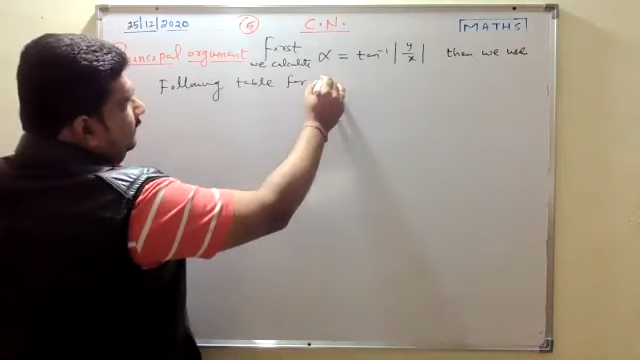 25/12/2020 5 C.N. MATHS
Principal argument First we calculate α = tan⁻¹ |y/x| then we use
Following table for